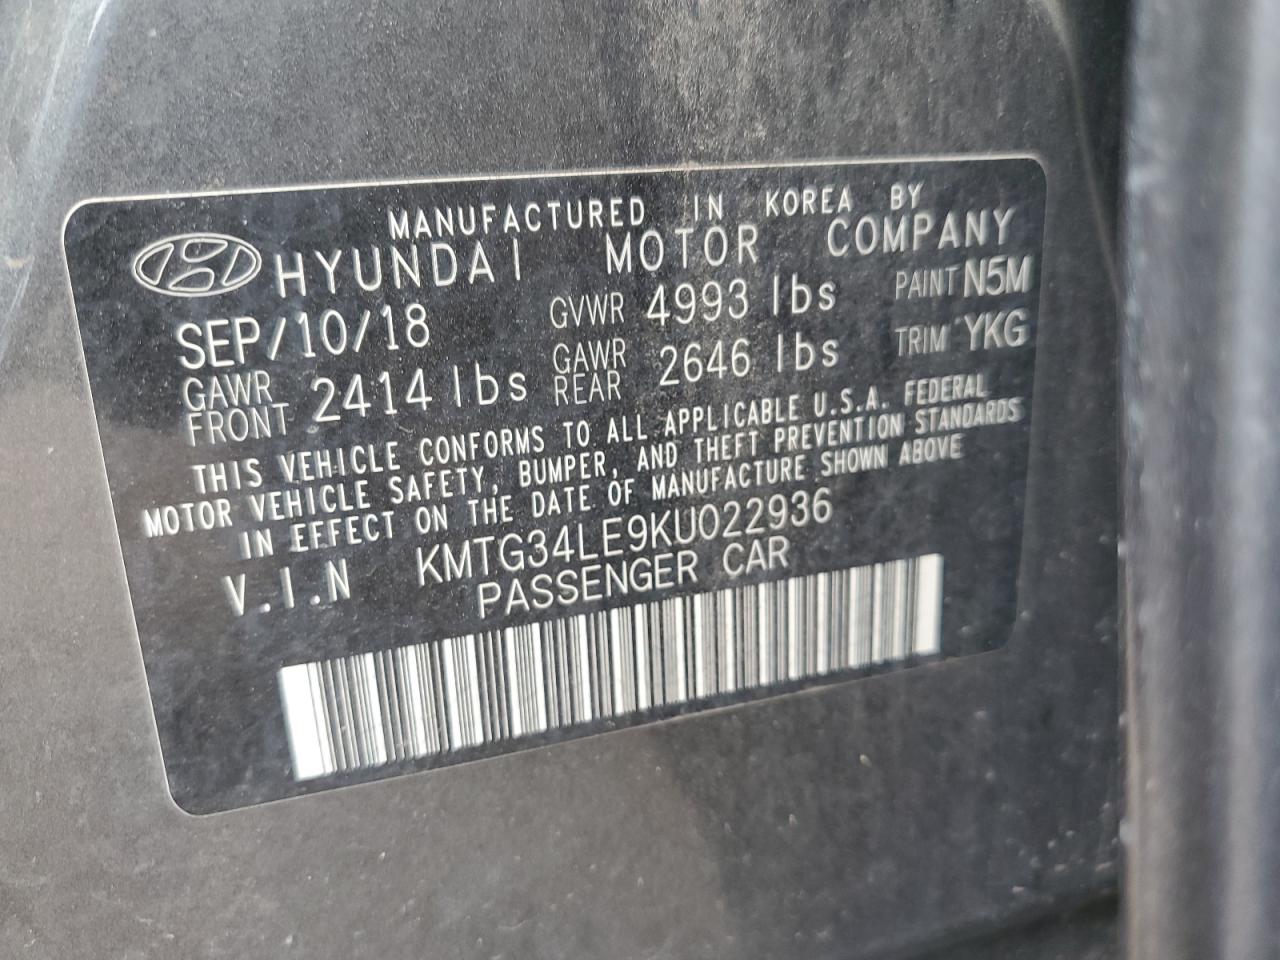 MANUFACTURED IN KOREA BY
HYUNDAI MOTOR COMPANY
SEP/10/18 GVWR 4993 lbs PAINT N5M
GAWR FRONT 2414 lbs GAWR REAR 2646 lbs TRIM YKG
THIS VEHICLE CONFORMS TO ALL APPLICABLE U.S.A. FEDERAL
MOTOR VEHICLE SAFETY, BUMPER, AND THEFT PREVENTION STANDARDS
IN EFFECT ON THE DATE OF MANUFACTURE SHOWN ABOVE
V.I.N KMTG34LE9KU022936
PASSENGER CAR